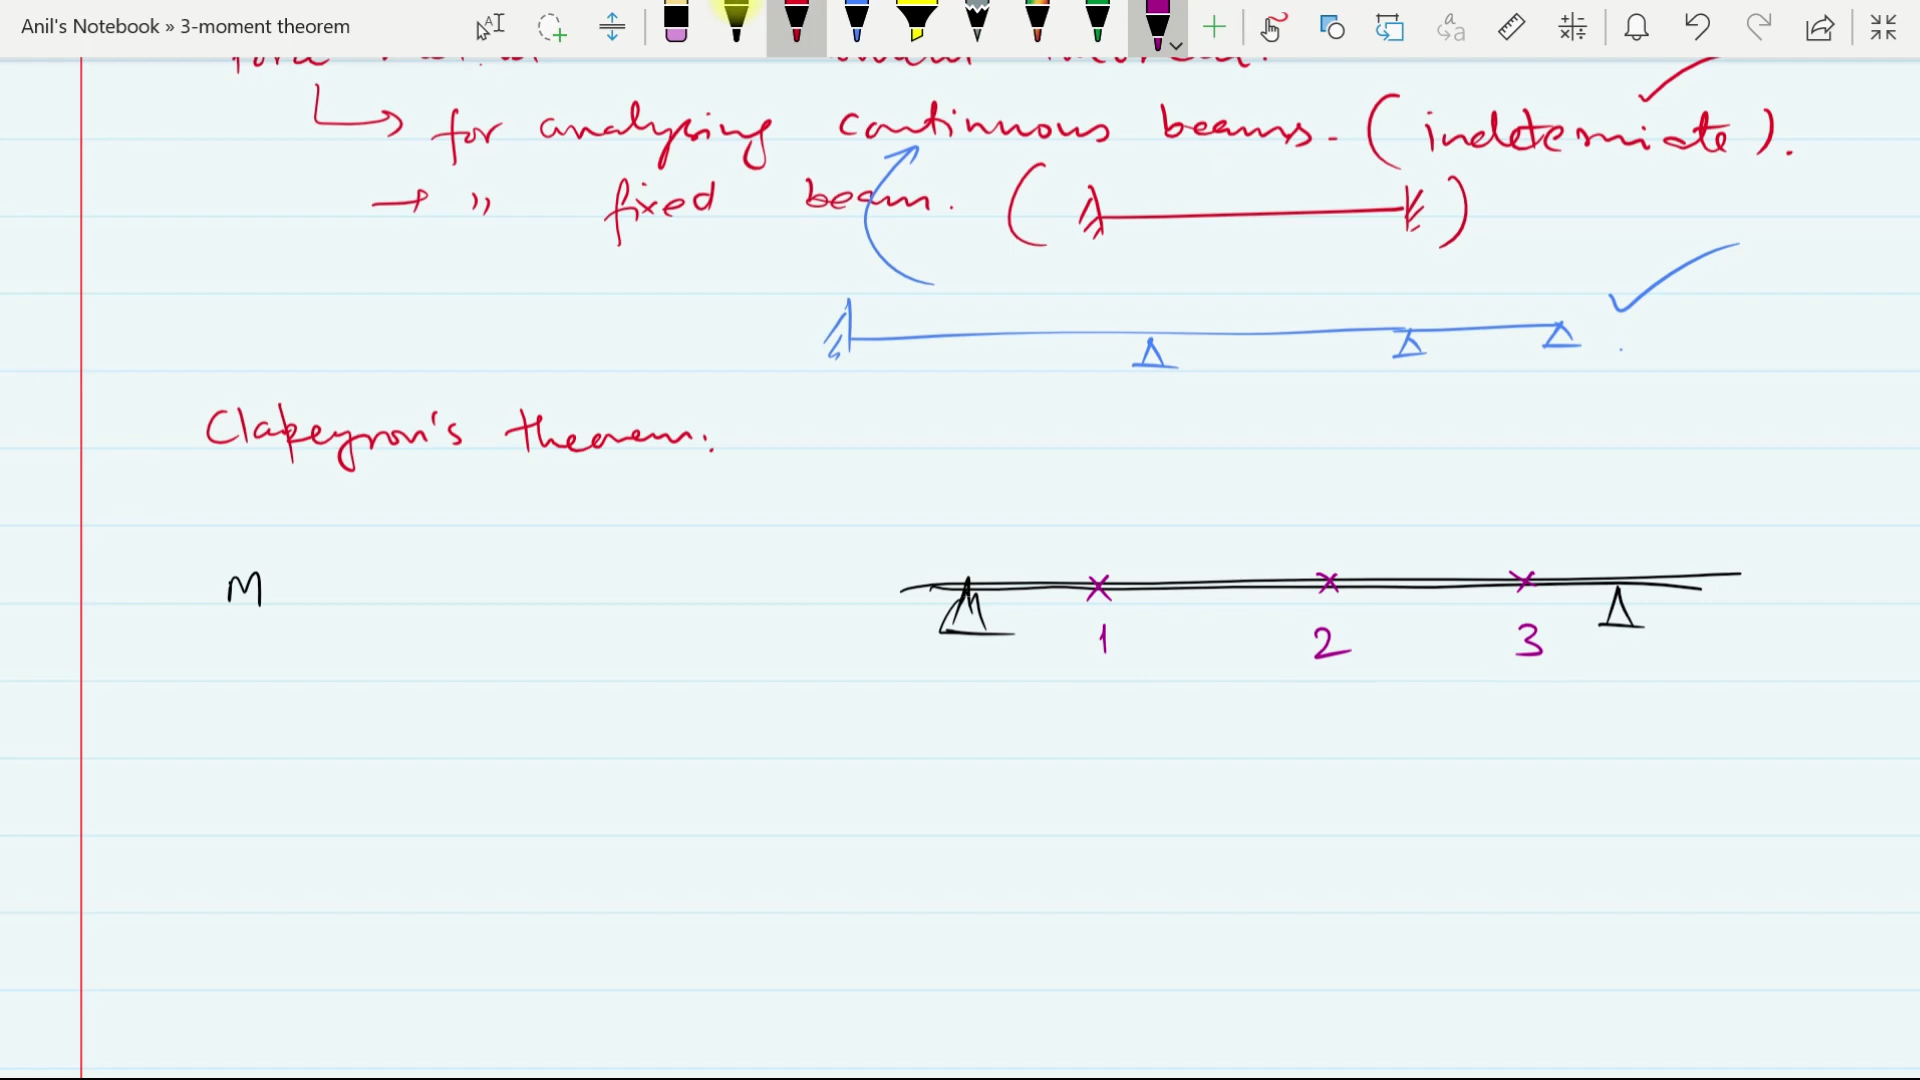 Anil's Notebook » 3-moment theorem
for analysing continuous beams. (indeterminate).
→ " fixed beam. ( )
Clapeyron's theorem.
M
1 2 3